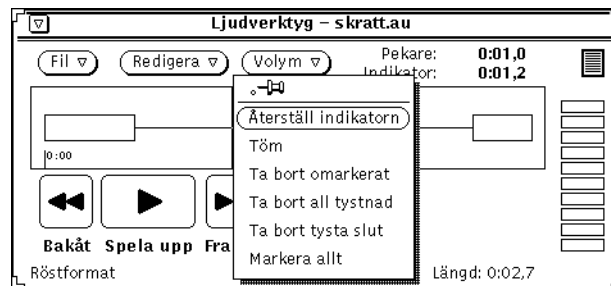 Ljudverktyg – skratt.au
Fil Redigera Volym Pekare: 0:01,0
Indikator: 0:01,2
Återställ indikatorn
Töm
0:00
Ta bort omarkerat
Ta bort all tystnad
Ta bort tysta slut
Bakåt Spela upp Fra
Markera allt
Röstformat Längd: 0:02,7